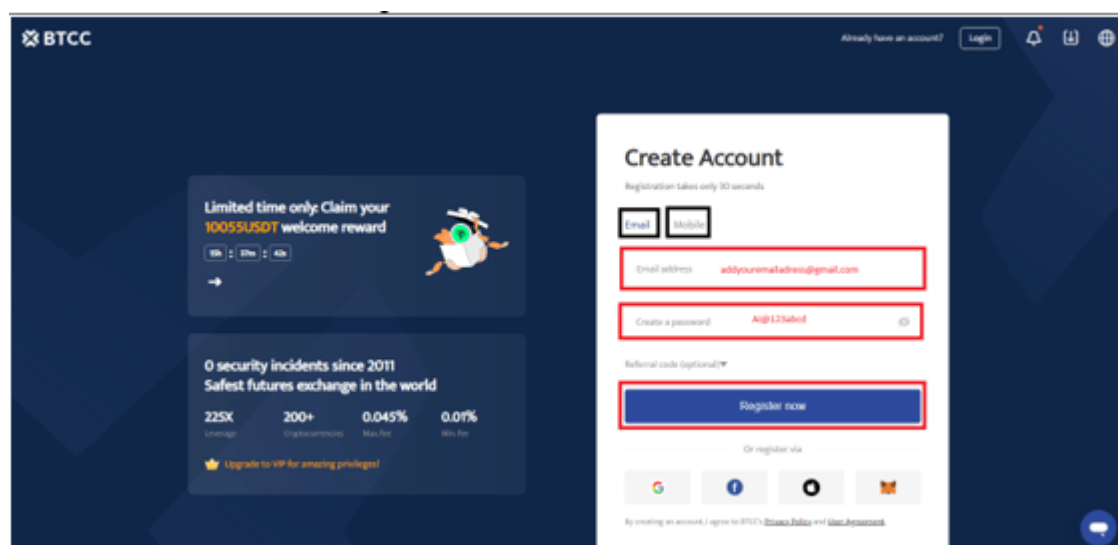 BTCC
Already have an account? Login
Create Account
Registration takes only 30 seconds
Email Mobile
Email address addyouremailadress@gmail.com
Create a password
Referral code (optional)
Register now
Or register via
By creating an account, I agree to BTCC's Privacy Policy and User Agreement.
Limited time only: Claim your
10055USDT welcome reward
0 security incidents since 2011
Safest futures exchange in the world
225X 200+ 0.045% 0.01%
Leverage Cryptocurrencies Max.fee Min.fee
Upgrade to VIP for amazing privileges!